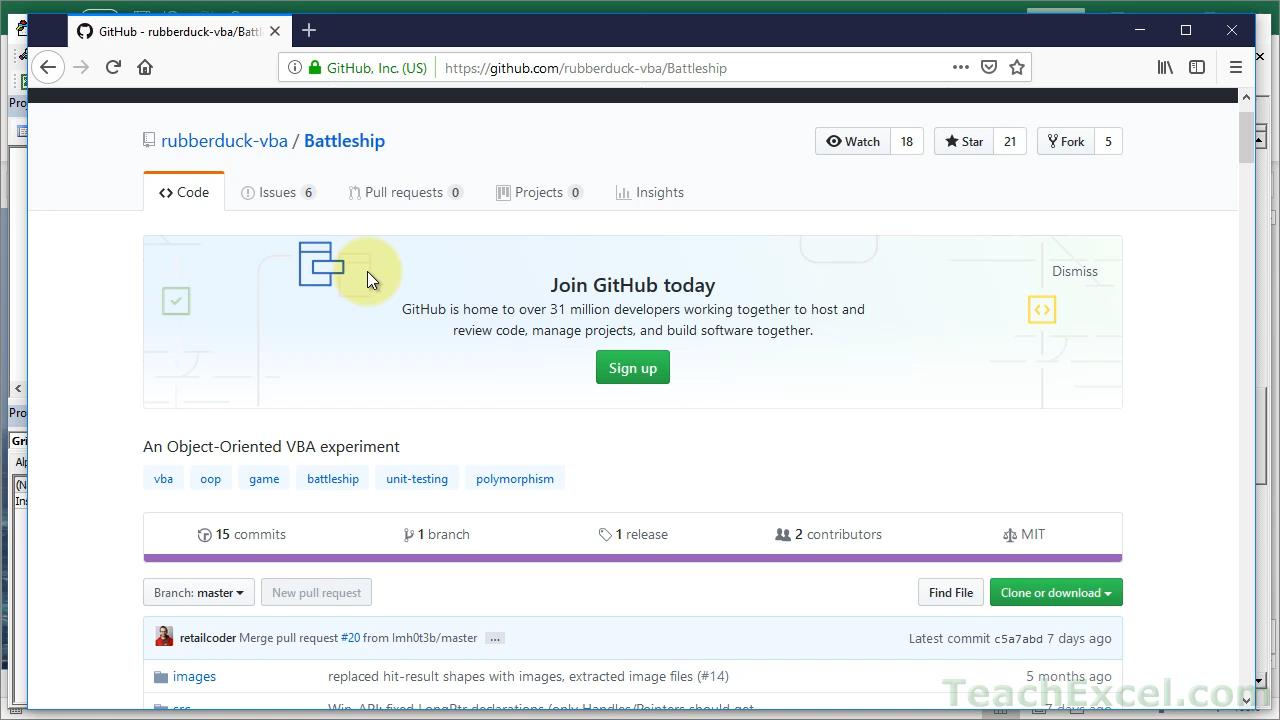 GitHub - rubberduck-vba/Battl
GitHub, Inc. (US)
https://github.com/rubberduck-vba/Battleship
rubberduck-vba / Battleship
Watch 18
Star 21
Fork 5
Code
Issues 6
Pull requests 0
Projects 0
Insights
Join GitHub today
Dismiss
GitHub is home to over 31 million developers working together to host and
review code, manage projects, and build software together.
Sign up
An Object-Oriented VBA experiment
vba oop game battleship unit-testing polymorphism
15 commits
1 branch
1 release
2 contributors
MIT
Branch: master
New pull request
Find File
Clone or download
retailcoder Merge pull request #20 from lmh0t3b/master ...
Latest commit c5a7abd 7 days ago
images
replaced hit-result shapes with images, extracted image files (#14)
5 months ago
TeachExcel.com